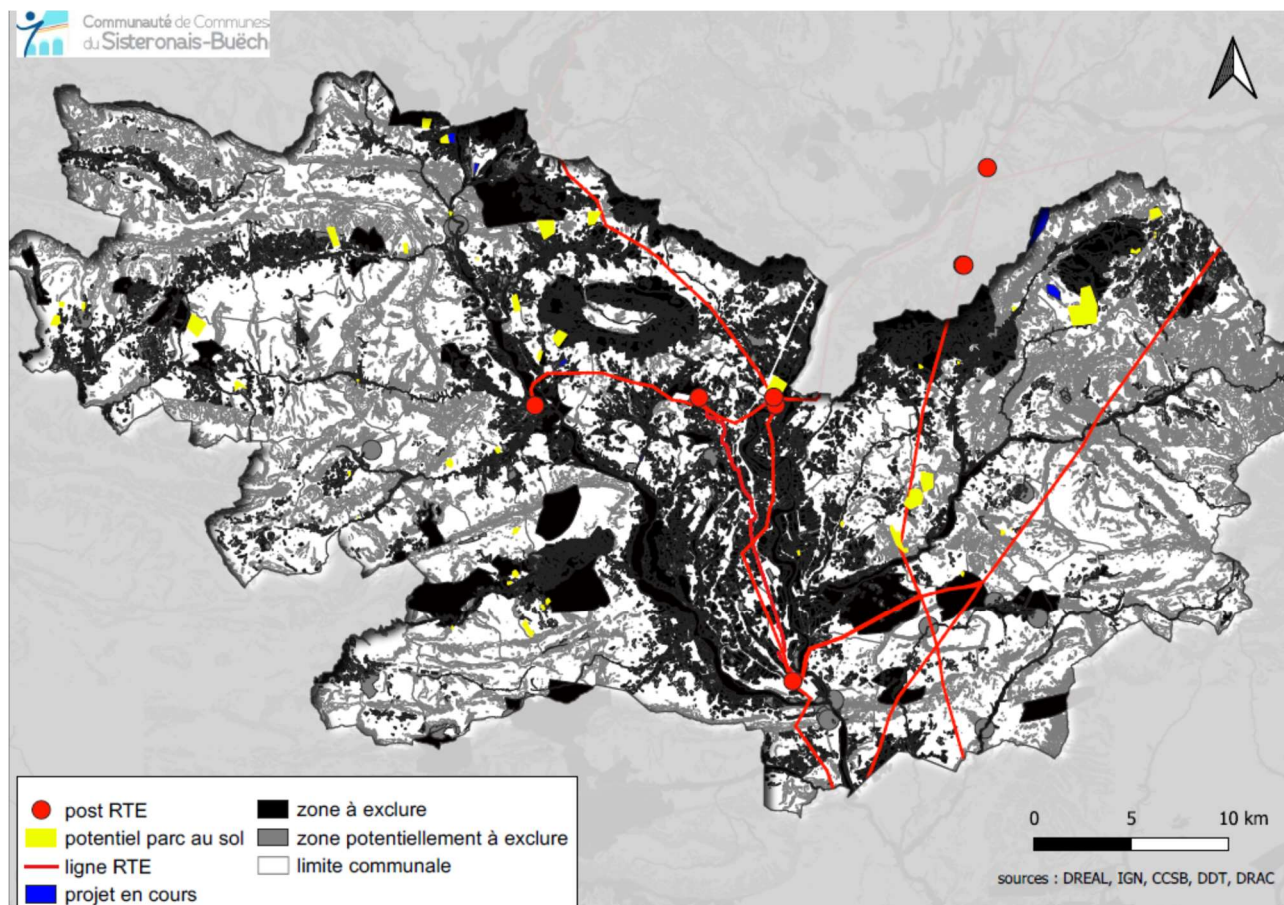 Communauté de Communes
du Sisteronais-Buëch
post RTE
potentiel parc au sol
ligne RTE
projet en cours
zone à exclure
zone potentiellement à exclure
limite communale
0 5 10 km
sources : DREAL, IGN, CCSB, DDT, DRAC